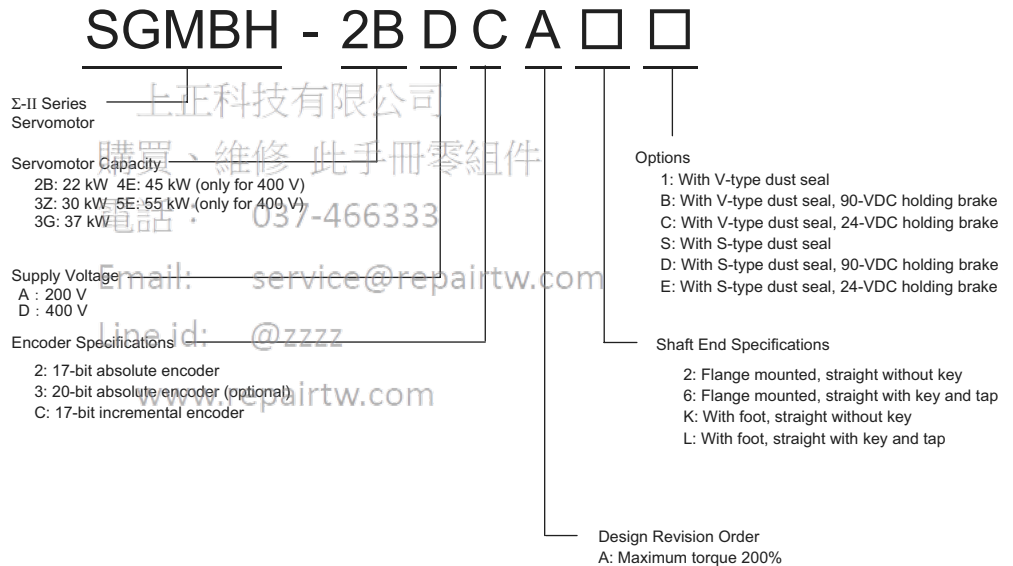 SGMBH - 2B D C A □ □
Σ-II Series
Servomotor
上正科技有限公司
Servomotor Capacity
購買、維修 此手冊零組件
2B: 22 kW 4E: 45 kW (only for 400 V)
3Z: 30 kW 5E: 55 kW (only for 400 V)
3G: 37 kW
電話: 037-466333
Supply Voltage
Email: service@repairtw.com
A : 200 V
D : 400 V
Line id: @zzzz
Encoder Specifications
2: 17-bit absolute encoder
3: 20-bit absolute encoder (optional)
C: 17-bit incremental encoder
www.repairtw.com
Options
1: With V-type dust seal
B: With V-type dust seal, 90-VDC holding brake
C: With V-type dust seal, 24-VDC holding brake
S: With S-type dust seal
D: With S-type dust seal, 90-VDC holding brake
E: With S-type dust seal, 24-VDC holding brake
Shaft End Specifications
2: Flange mounted, straight without key
6: Flange mounted, straight with key and tap
K: With foot, straight without key
L: With foot, straight with key and tap
Design Revision Order
A: Maximum torque 200%